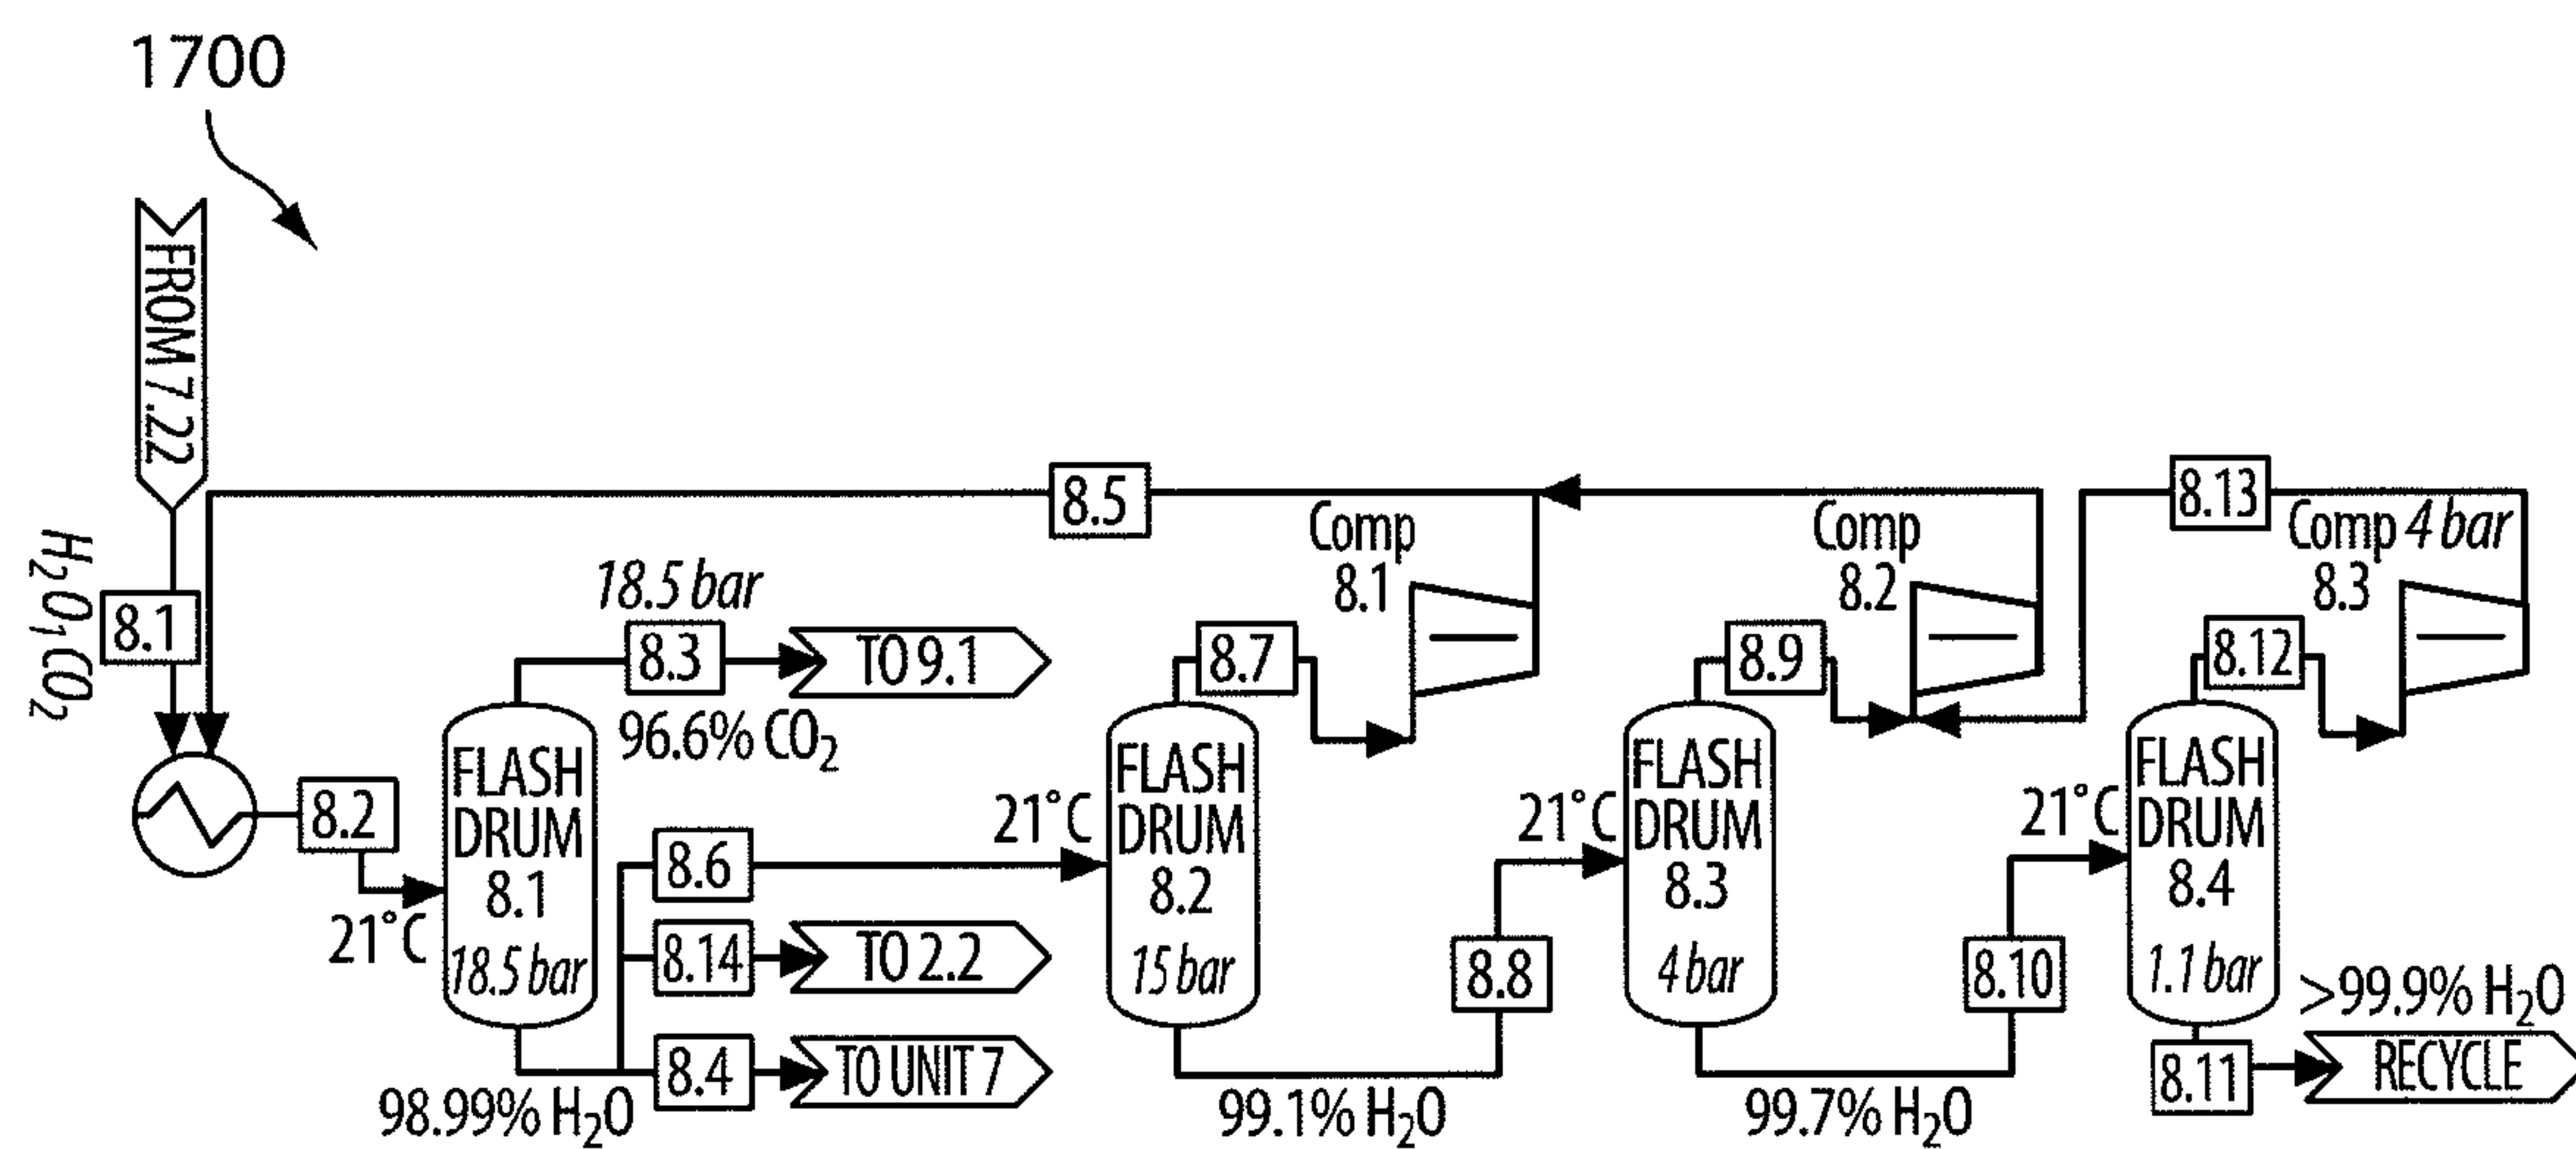 1700
FROM 7.22
H₂O₁CO₂
8.1
8.2
21°C
FLASH
DRUM
8.1
18.5 bar
18.5 bar
8.3
TO 9.1
96.6% CO₂
8.5
8.6
8.14
TO 2.2
8.4
TO UNIT 7
98.99% H₂O
21°C
FLASH
DRUM
8.2
15 bar
8.7
Comp
8.1
99.1% H₂O
8.8
21°C
FLASH
DRUM
8.3
4 bar
8.9
Comp
8.2
99.7% H₂O
8.10
21°C
FLASH
DRUM
8.4
1.1 bar
8.12
8.13
Comp 4 bar
8.3
>99.9% H₂O
8.11
RECYCLE